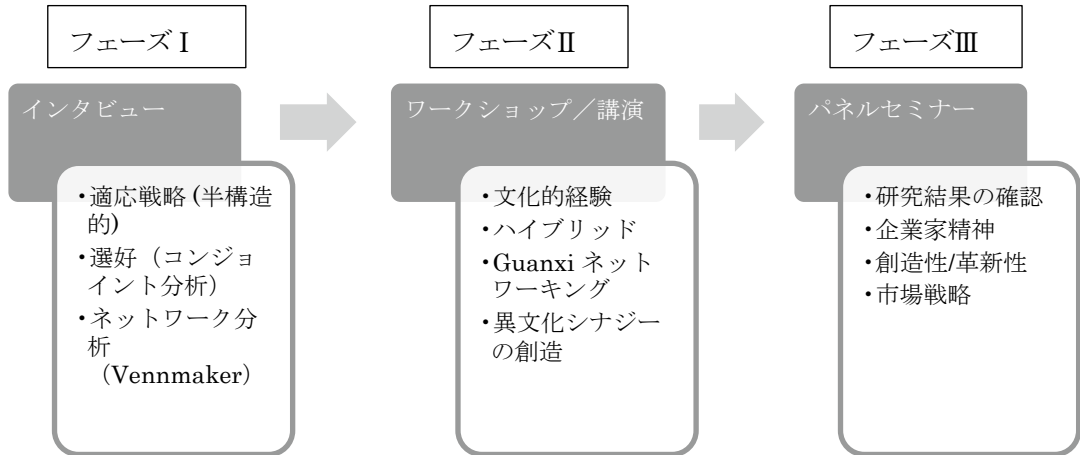 フェーズⅠ
インタビュー
・適応戦略 (半構造
的)
・選好（コンジョ
イント分析）
・ネットワーク分
析
（Vennmaker）
フェーズⅡ
ワークショップ／講演
・文化的経験
・ハイブリッド
・Guanxi ネット
ワーキング
・異文化シナジー
の創造
フェーズⅢ
パネルセミナー
・研究結果の確認
・企業家精神
・創造性/革新性
・市場戦略